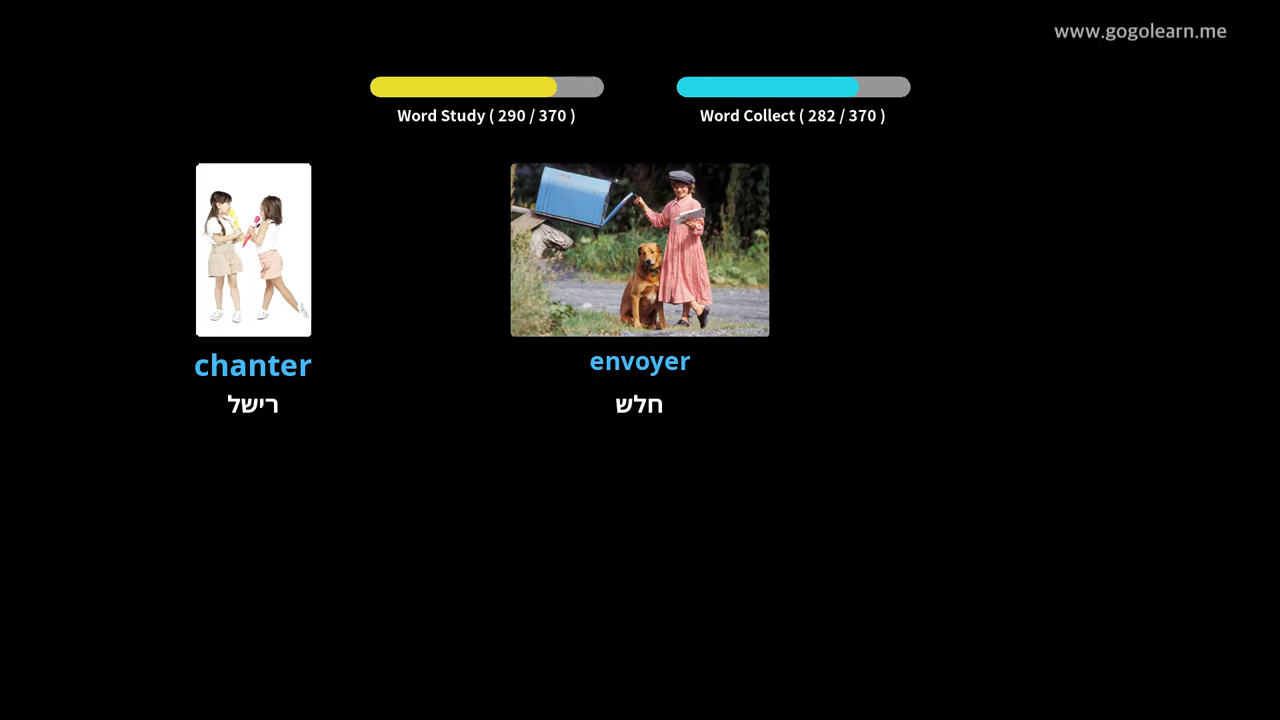 www.gogolearn.me
Word Study ( 290 / 370 )
Word Collect ( 282 / 370 )
chanter
רישל
envoyer
חלש